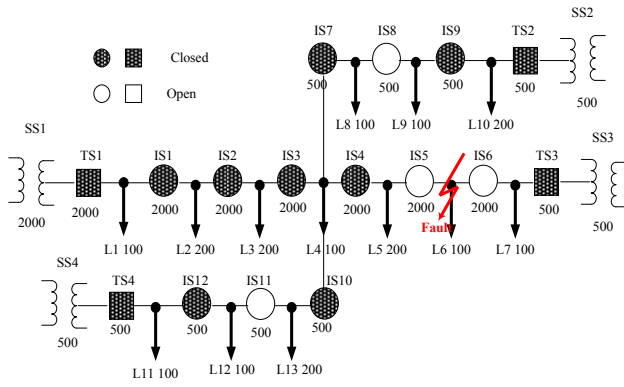 IS7 IS8 IS9 TS2 SS2
Closed
500 500 500 500
Open
500
L8 100 L9 100 L10 200
SS1 SS3
TS1 IS1 IS2 IS3 IS4 IS5 IS6 TS3
2000 2000 2000 2000 2000 2000 2000 2000 500
Fault
500
L1 100 L2 200 L3 200 L4 100 L5 200 L6 100 L7 100
SS4
TS4 IS12 IS11 IS10
500 500 500 500 500
L11 100 L12 100 L13 200